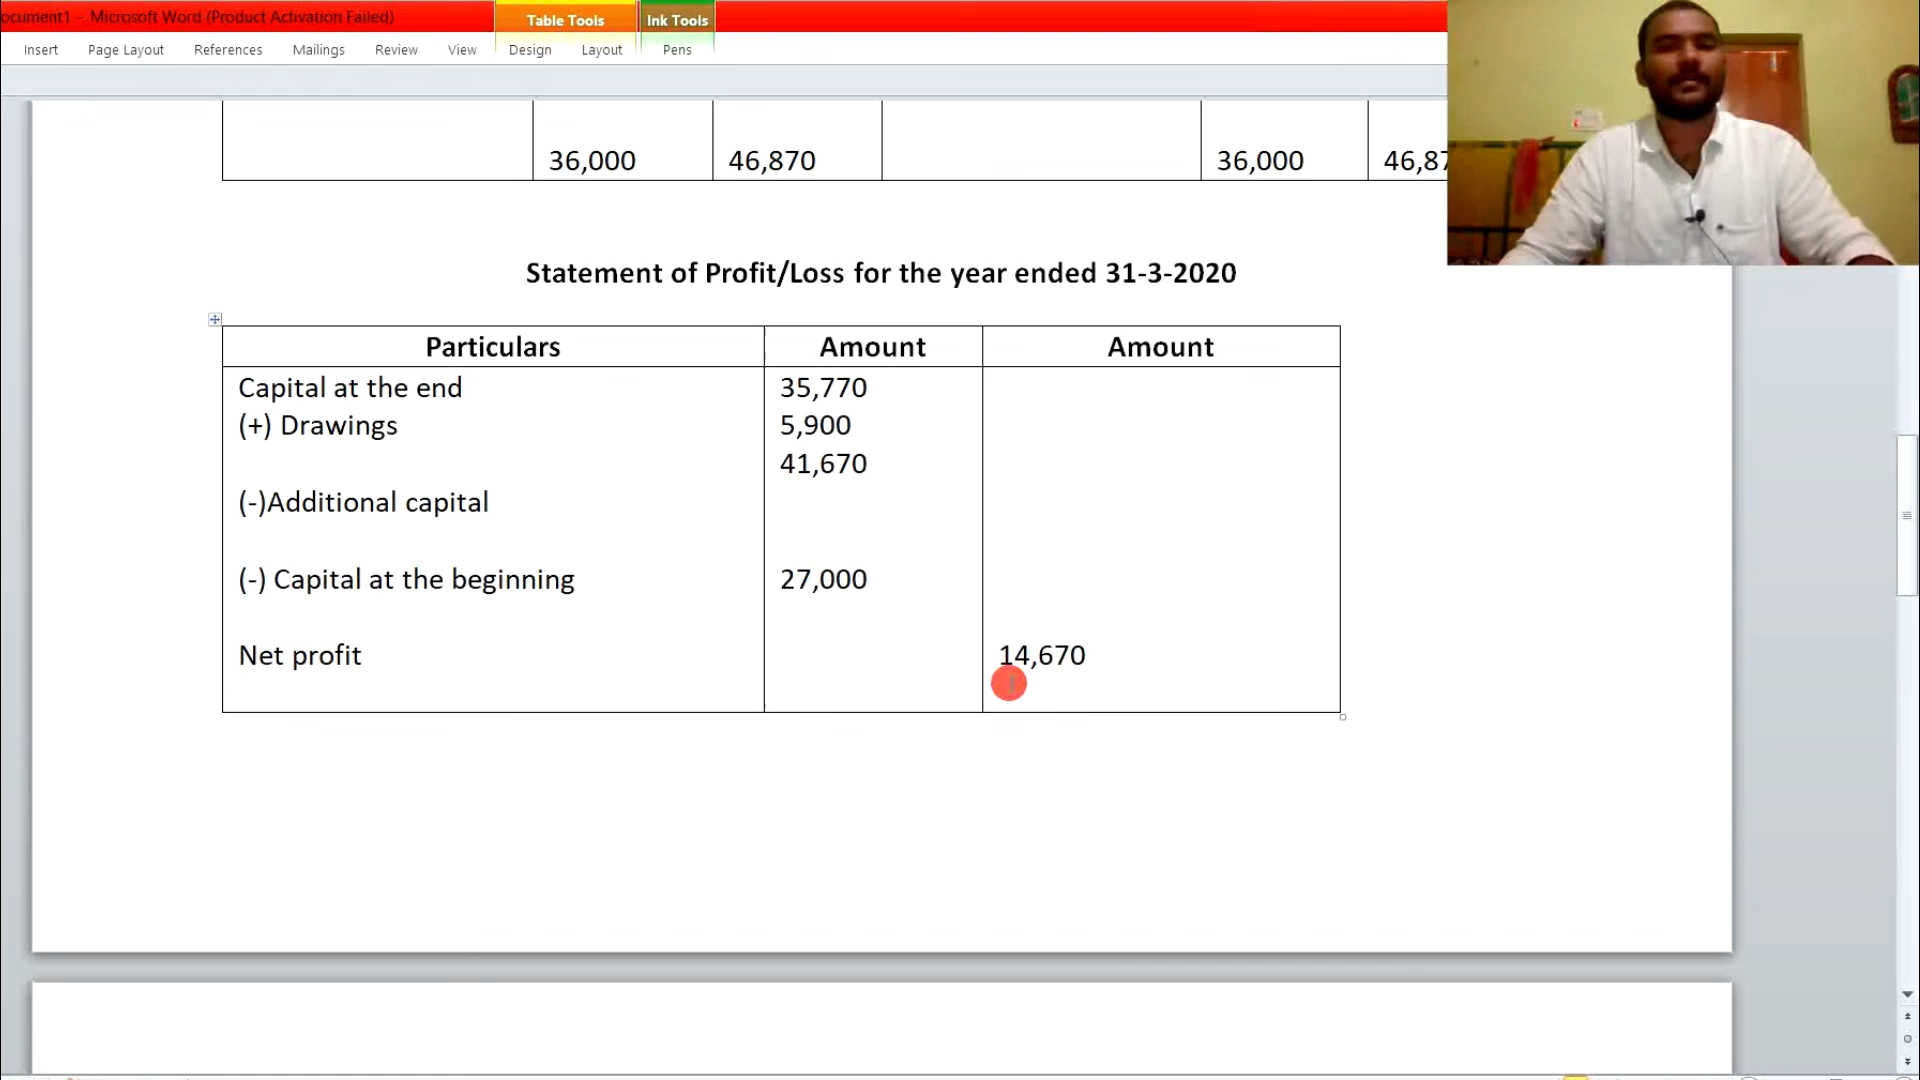 ocument1 - Microsoft Word (Product Activation Failed)
Table Tools
Ink Tools
Insert Page Layout References Mailings Review View Design Layout Pens
36,000 46,870 36,000 46,87
Statement of Profit/Loss for the year ended 31-3-2020
Particulars Amount Amount
Capital at the end 35,770
(+) Drawings 5,900
41,670
(-)Additional capital
(-) Capital at the beginning 27,000
Net profit 14,670